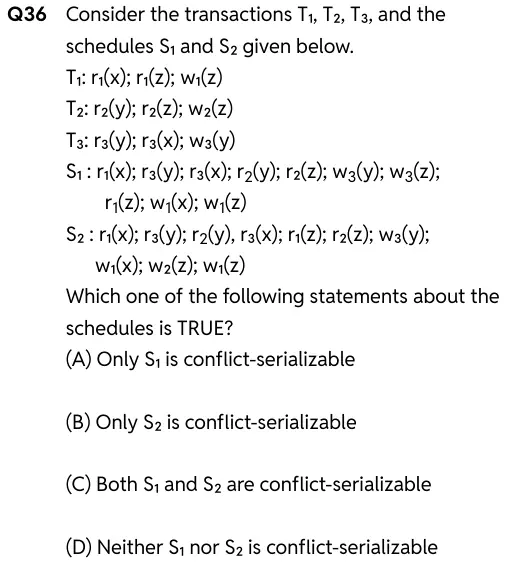 Q36 Consider the transactions T₁, T₂, T₃, and the
schedules S₁ and S₂ given below.
T₁: r₁(x); r₁(z); w₁(z)
T₂: r₂(y); r₂(z); w₂(z)
T₃: r₃(y); r₃(x); w₃(y)
S₁ : r₁(x); r₃(y); r₃(x); r₂(y); r₂(z); w₃(y); w₃(z);
r₁(z); w₁(x); w₁(z)
S₂ : r₁(x); r₃(y); r₂(y), r₃(x); r₁(z); r₂(z); w₃(y);
w₁(x); w₂(z); w₁(z)
Which one of the following statements about the
schedules is TRUE?
(A) Only S₁ is conflict-serializable
(B) Only S₂ is conflict-serializable
(C) Both S₁ and S₂ are conflict-serializable
(D) Neither S₁ nor S₂ is conflict-serializable